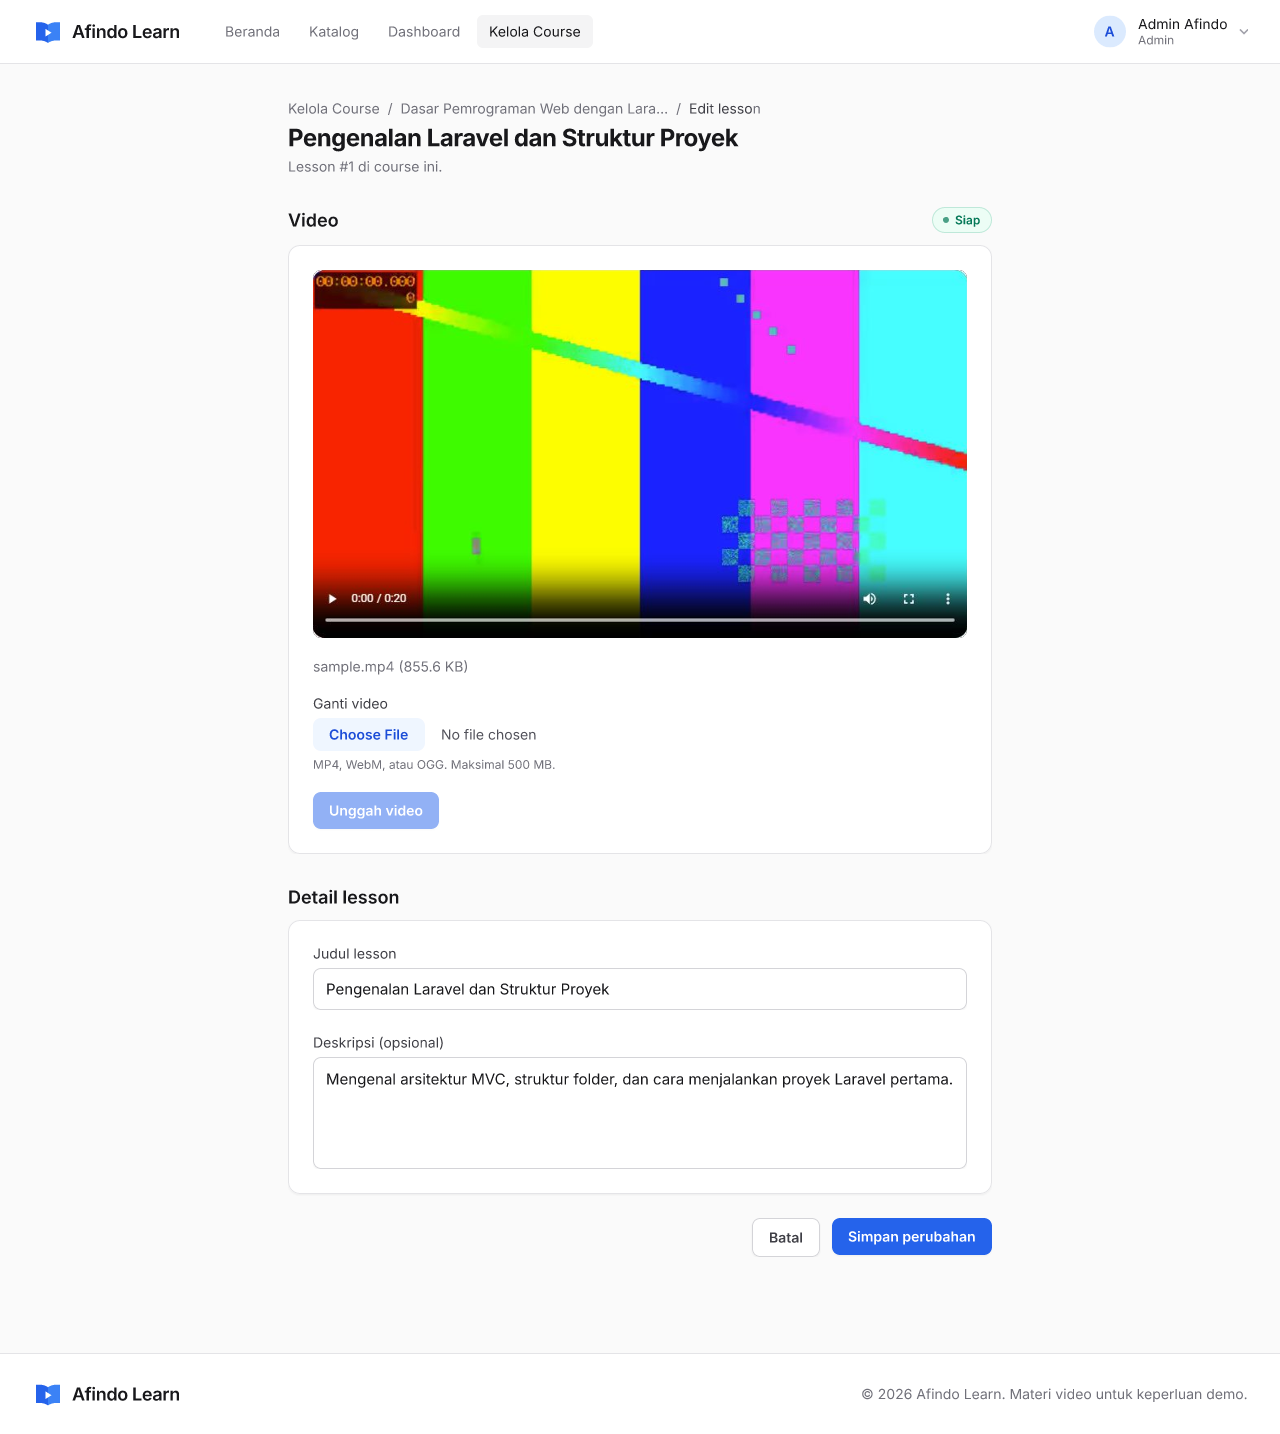 Afindo Learn
Beranda
Katalog
Dashboard
Kelola Course
A
Admin Afindo
Admin
Kelola Course / Dasar Pemrograman Web dengan Lara... / Edit lesson
Pengenalan Laravel dan Struktur Proyek
Lesson #1 di course ini.
Video
Siap
00:00:00.000
0
0:00 / 0:20
sample.mp4 (855.6 KB)
Ganti video
Choose File
No file chosen
MP4, WebM, atau OGG. Maksimal 500 MB.
Unggah video
Detail lesson
Judul lesson
Pengenalan Laravel dan Struktur Proyek
Deskripsi (opsional)
Mengenal arsitektur MVC, struktur folder, dan cara menjalankan proyek Laravel pertama.
Batal
Simpan perubahan
Afindo Learn
© 2026 Afindo Learn. Materi video untuk keperluan demo.